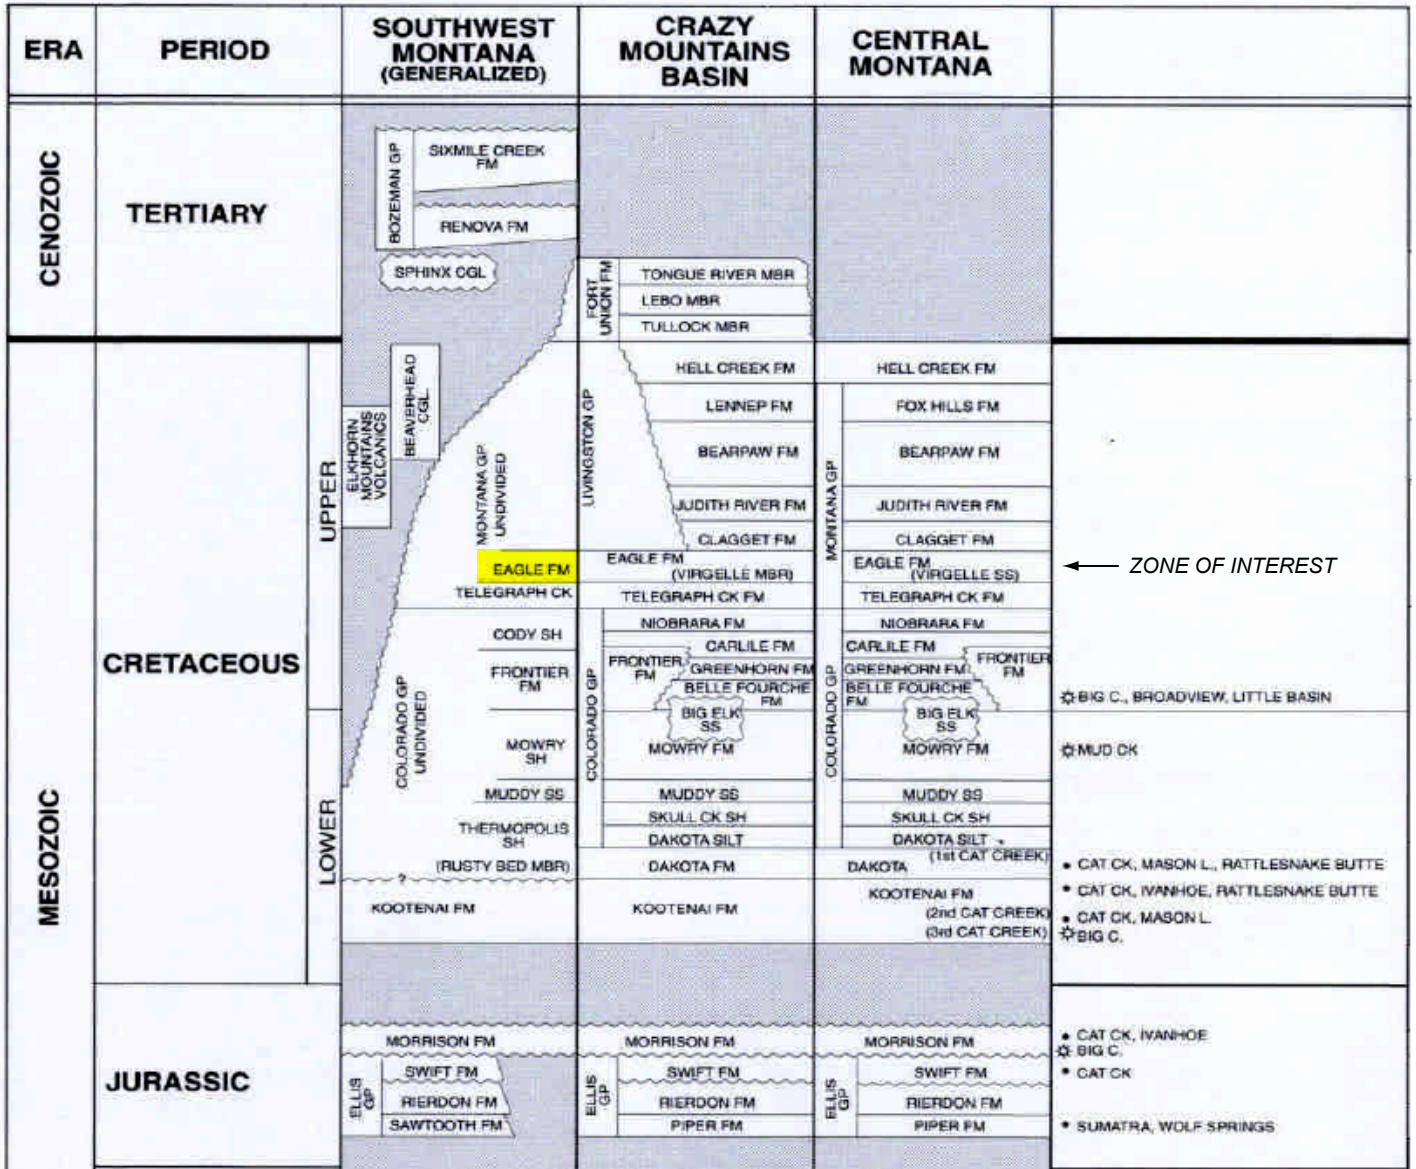 ERA
PERIOD
SOUTHWEST
MONTANA
(GENERALIZED)
CRAZY
MOUNTAINS
BASIN
CENTRAL
MONTANA
CENOZOIC
TERTIARY
BOZEMAN GP
SIXMILE CREEK
FM
RENOVA FM
SPHINX CGL
FORT
UNION FM
TONGUE RIVER MBR
LEBO MBR
TULLOCK MBR
MESOZOIC
CRETACEOUS
UPPER
LOWER
ELKHORN
MOUNTAINS
VOLCANICS
BEAVERHEAD
CGL.
MONTANA GP
UNDIVIDED
EAGLE FM
TELEGRAPH CK
COLORADO GP
UNDIVIDED
CODY SH
FRONTIER
FM
MOWRY
SH
MUDDY SS
THERMOPOLIS
SH
(RUSTY BED MBR)
?
KOOTENAI FM
LIVINGSTON GP
HELL CREEK FM
LENNEP FM
BEARPAW FM
JUDITH RIVER FM
CLAGGET FM
EAGLE FM
(VIRGELLE MBR)
TELEGRAPH CK FM
COLORADO GP
NIOBRARA FM
CARLILE FM
FRONTIER
FM
GREENHORN FM
BELLE FOURCHE
FM
BIG ELK
SS
MOWRY FM
MUDDY SS
SKULL CK SH
DAKOTA SILT
DAKOTA FM
KOOTENAI FM
HELL CREEK FM
MONTANA GP
FOX HILLS FM
BEARPAW FM
JUDITH RIVER FM
CLAGGET FM
EAGLE FM
(VIRGELLE SS)
TELEGRAPH CK FM
COLORADO GP
NIOBRARA FM
CARLILE FM
FRONTIER
FM
GREENHORN FM
BELLE FOURCHE
FM
BIG ELK
SS
MOWRY FM
MUDDY SS
SKULL CK SH
DAKOTA SILT
(1st CAT CREEK)
DAKOTA
KOOTENAI FM
(2nd CAT CREEK)
(3rd CAT CREEK)
ZONE OF INTEREST
BIG C., BROADVIEW, LITTLE BASIN
MUD CK
CAT CK, MASON L., RATTLESNAKE BUTTE
CAT CK, IVANHOE, RATTLESNAKE BUTTE
CAT CK, MASON L.
BIG C.
JURASSIC
MORRISON FM
ELLIS
GP
SWIFT FM
RIERDON FM
SAWTOOTH FM
MORRISON FM
ELLIS
GP
SWIFT FM
RIERDON FM
PIPER FM
MORRISON FM
ELLIS
GP
SWIFT FM
RIERDON FM
PIPER FM
CAT CK, IVANHOE
BIG C.
CAT CK
SUMATRA, WOLF SPRINGS